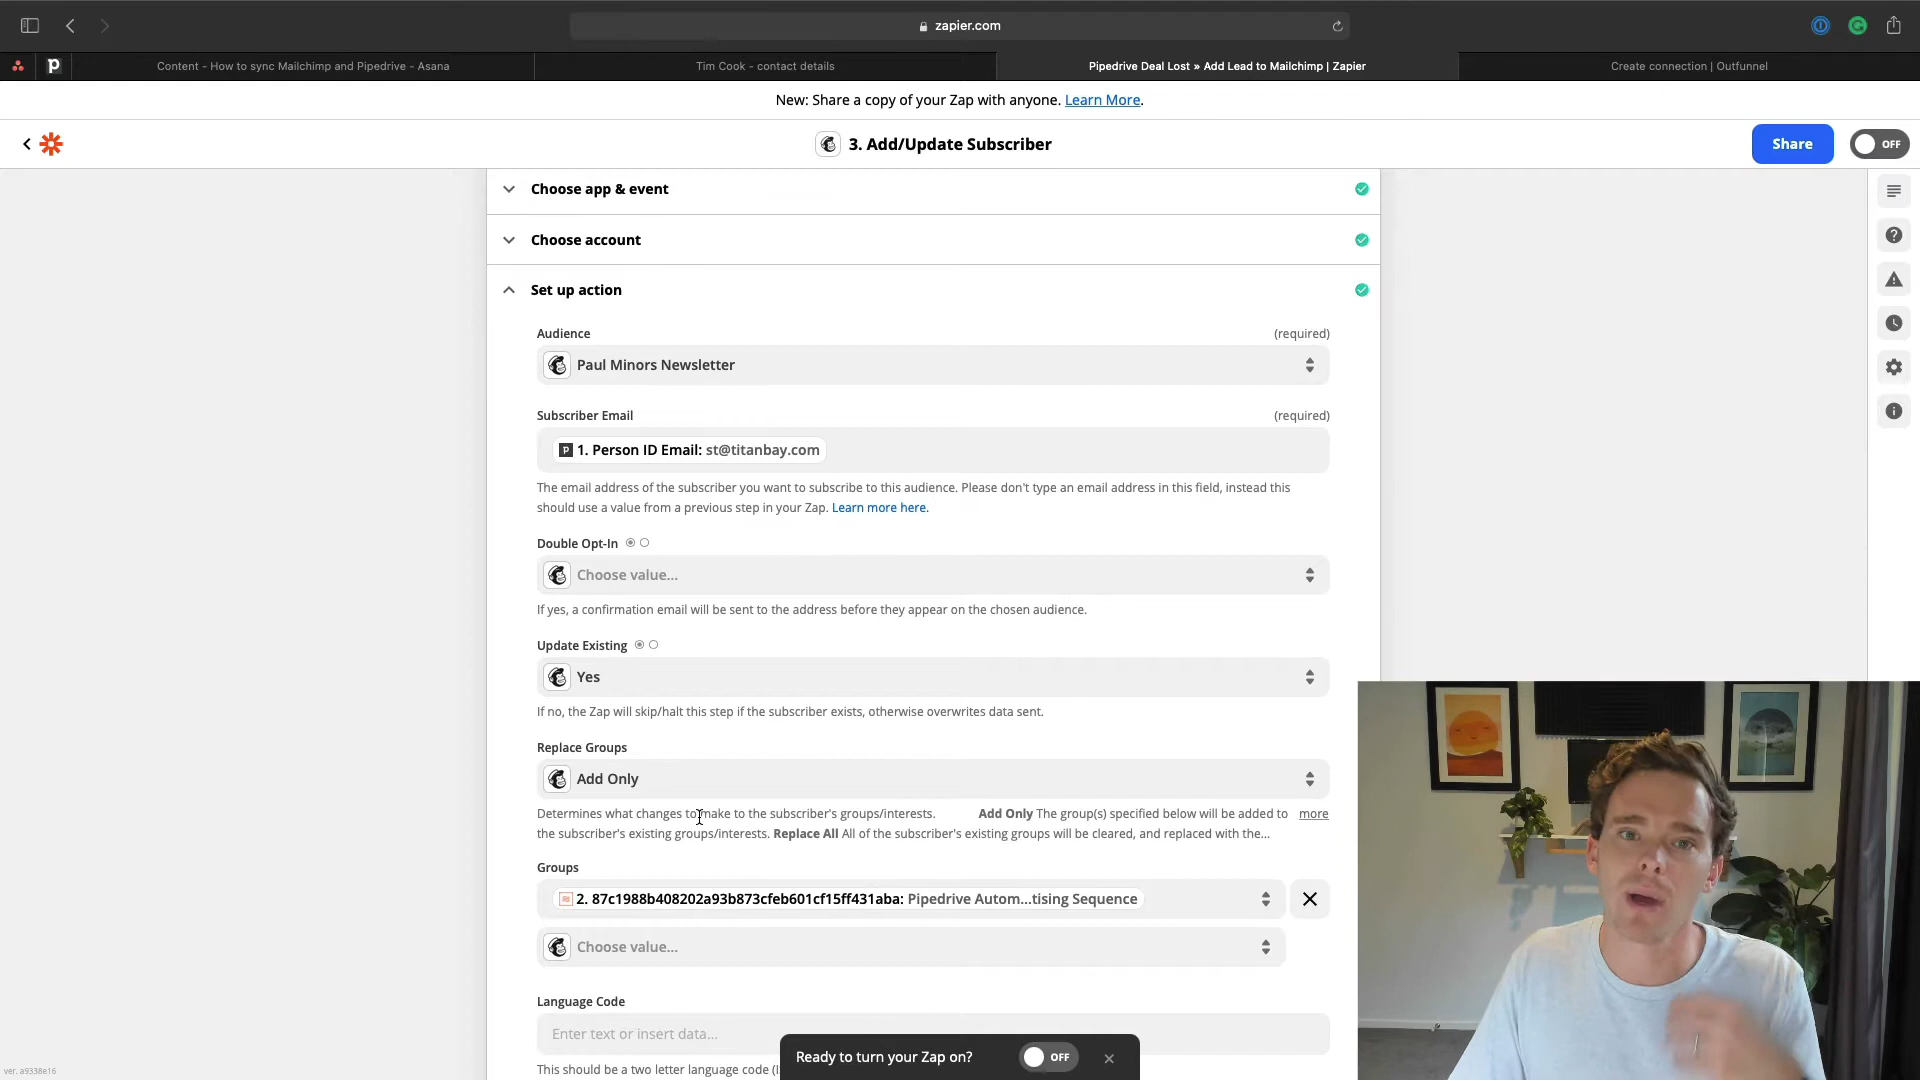 zapier.com
Content - How to sync Mailchimp and Pipedrive - Asana
Tim Cook - contact details
Pipedrive Deal Lost » Add Lead to Mailchimp | Zapier
Create connection | Outfunnel
New: Share a copy of your Zap with anyone. Learn More.
3. Add/Update Subscriber
Share
OFF
Choose app & event
Choose account
Set up action
Audience
(required)
Paul Minors Newsletter
Subscriber Email
(required)
1. Person ID Email: st@titanbay.com
The email address of the subscriber you want to subscribe to this audience. Please don't type an email address in this field, instead this
should use a value from a previous step in your Zap. Learn more here.
Double Opt-In
Choose value...
If yes, a confirmation email will be sent to the address before they appear on the chosen audience.
Update Existing
Yes
If no, the Zap will skip/halt this step if the subscriber exists, otherwise overwrites data sent.
Replace Groups
Add Only
Determines what changes to make to the subscriber's groups/interests. Add Only The group(s) specified below will be added to more
the subscriber's existing groups/interests. Replace All All of the subscriber's existing groups will be cleared, and replaced with the...
Groups
2. 87c1988b408202a93b873cfeb601cf15ff431aba: Pipedrive Autom...tising Sequence
Choose value...
Language Code
Enter text or insert data...
Ready to turn your Zap on?
OFF
This should be a two letter language code (I
ver. a9338e16